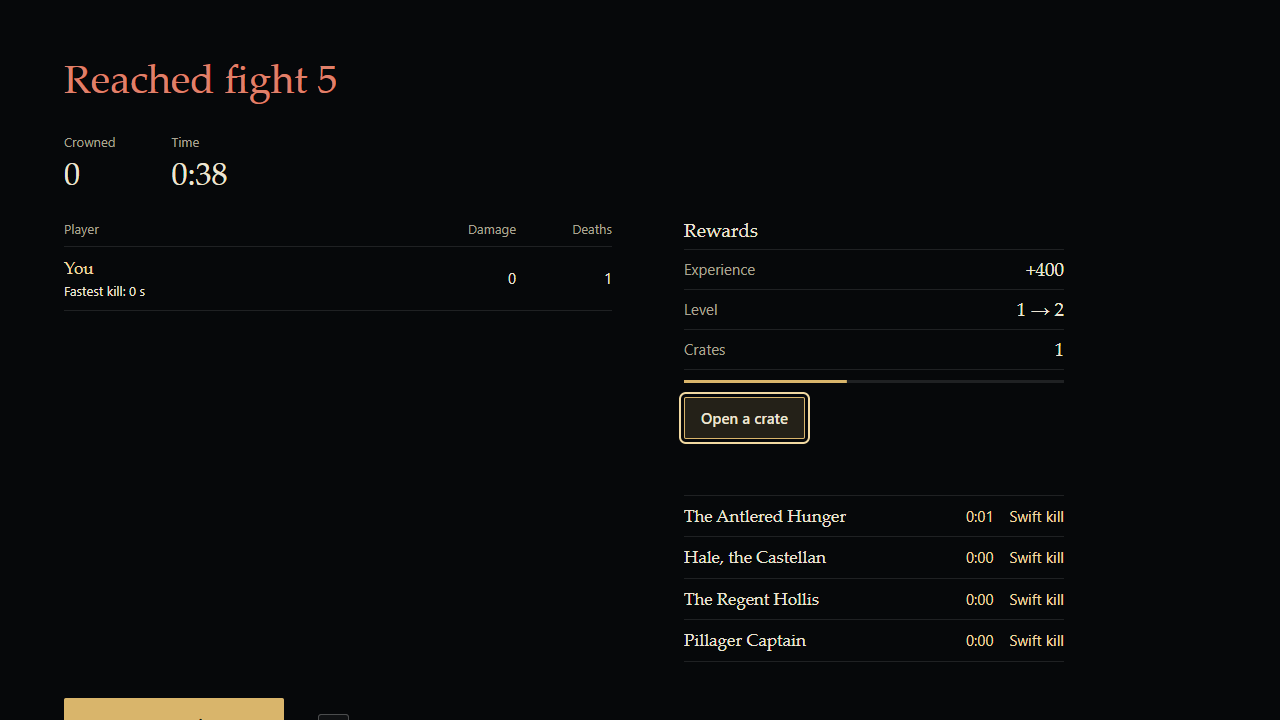 Reached fight 5
Crowned Time
0 0:38
Player Damage Deaths
You 0 1
Fastest kill: 0 s
Rewards
Experience +400
Level 1 → 2
Crates 1
Open a crate
The Antlered Hunger 0:01 Swift kill
Hale, the Castellan 0:00 Swift kill
The Regent Hollis 0:00 Swift kill
Pillager Captain 0:00 Swift kill